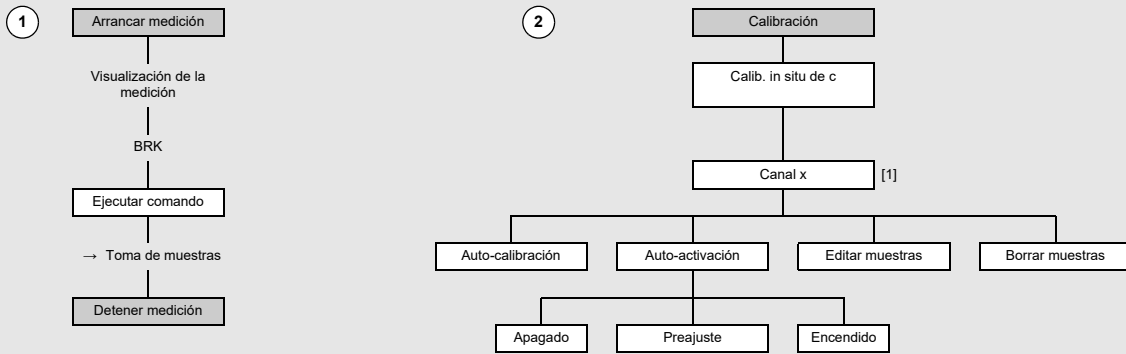 1
Arrancar medición
Visualización de la
medición
BRK
Ejecutar comando
→ Toma de muestras
Detener medición
2
Calibración
Calib. in situ de c
Canal x [1]
Auto-calibración
Auto-activación
Editar muestras
Borrar muestras
Apagado
Preajuste
Encendido